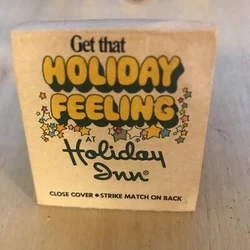 Get that
HOLIDAY
FEELING
AT
Holiday
Inn®
CLOSE COVER • STRIKE MATCH ON BACK